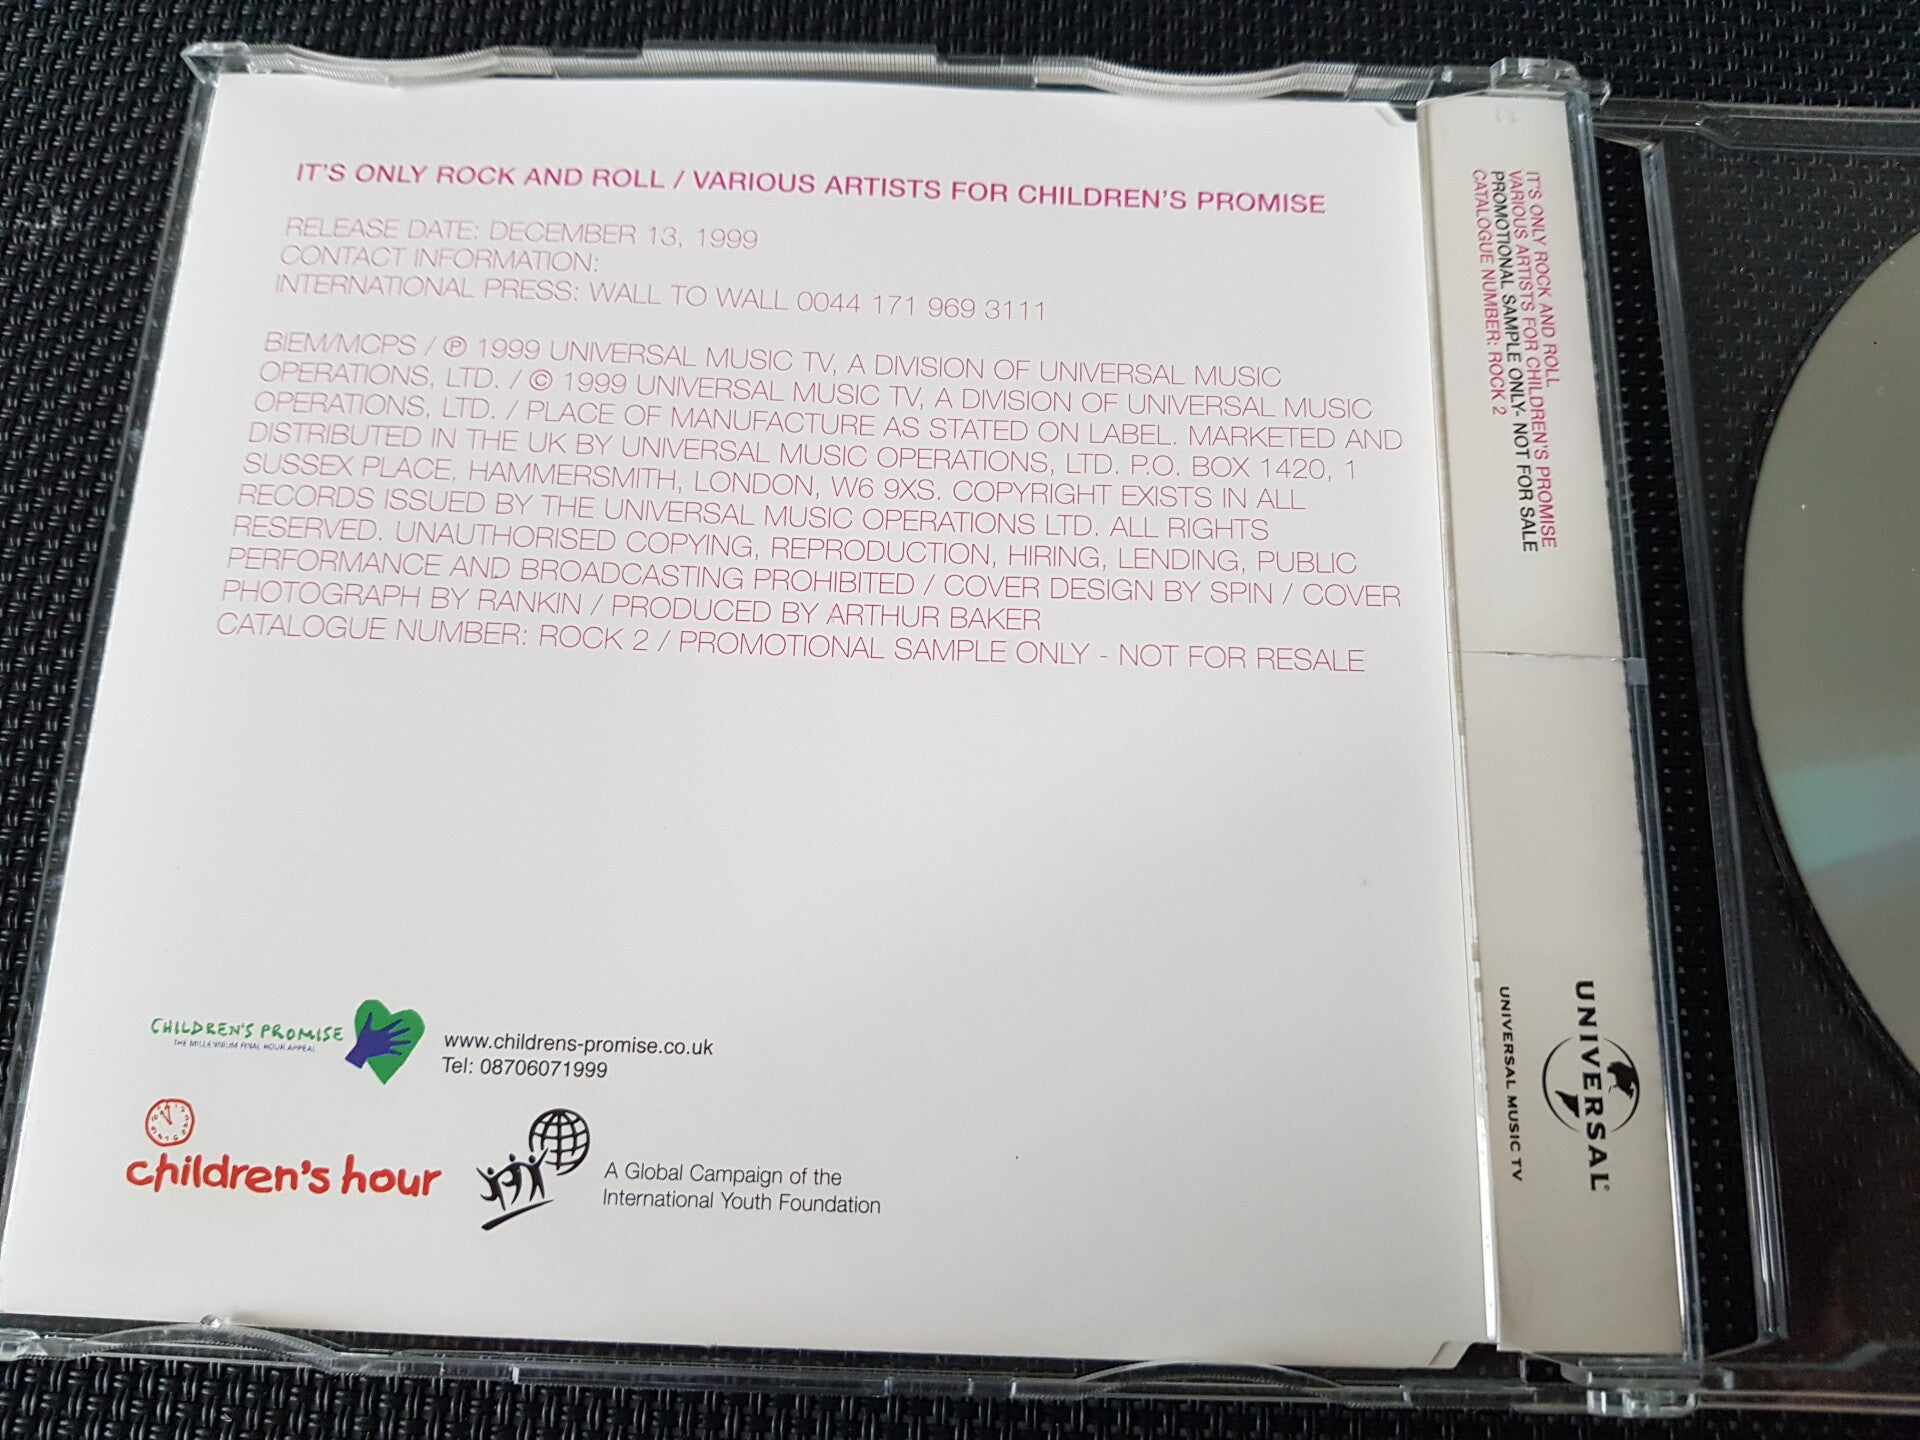 IT'S ONLY ROCK AND ROLL / VARIOUS ARTISTS FOR CHILDREN'S PROMISE
RELEASE DATE: DECEMBER 13, 1999
CONTACT INFORMATION:
INTERNATIONAL PRESS: WALL TO WALL 0044 171 969 3111
BIEM/MCPS / ℗ 1999 UNIVERSAL MUSIC TV, A DIVISION OF UNIVERSAL MUSIC
OPERATIONS, LTD. / © 1999 UNIVERSAL MUSIC TV, A DIVISION OF UNIVERSAL MUSIC
OPERATIONS, LTD. / PLACE OF MANUFACTURE AS STATED ON LABEL. MARKETED AND
DISTRIBUTED IN THE UK BY UNIVERSAL MUSIC OPERATIONS, LTD. P.O. BOX 1420, 1
SUSSEX PLACE, HAMMERSMITH, LONDON, W6 9XS. COPYRIGHT EXISTS IN ALL
RECORDS ISSUED BY THE UNIVERSAL MUSIC OPERATIONS LTD. ALL RIGHTS
RESERVED. UNAUTHORISED COPYING, REPRODUCTION, HIRING, LENDING, PUBLIC
PERFORMANCE AND BROADCASTING PROHIBITED / COVER DESIGN BY SPIN / COVER
PHOTOGRAPH BY RANKIN / PRODUCED BY ARTHUR BAKER
CATALOGUE NUMBER: ROCK 2 / PROMOTIONAL SAMPLE ONLY - NOT FOR RESALE
CHILDREN'S PROMISE
THE MILLENNIUM FINAL HOUR APPEAL
www.childrens-promise.co.uk
Tel: 08706071999
children's hour
A Global Campaign of the
International Youth Foundation
IT'S ONLY ROCK AND ROLL
VARIOUS ARTISTS FOR CHILDREN'S PROMISE
PROMOTIONAL SAMPLE ONLY- NOT FOR SALE
CATALOGUE NUMBER: ROCK 2
UNIVERSAL
UNIVERSAL MUSIC TV